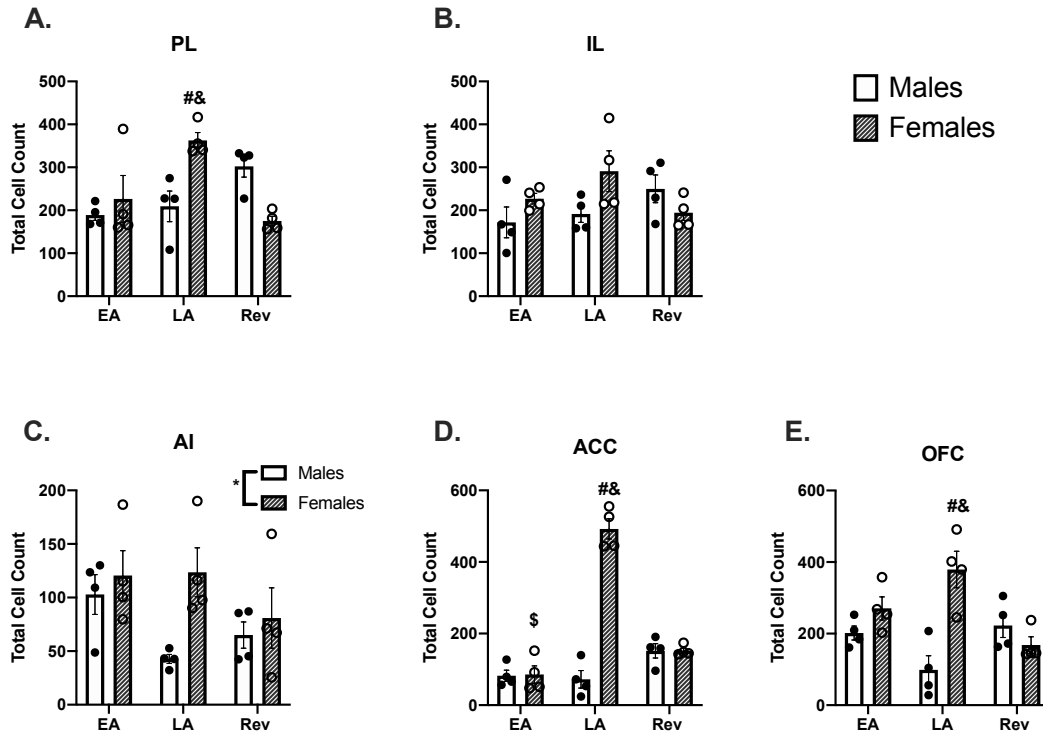 A.
PL
Total Cell Count
500
400
300
200
100
0
#&
EA LA Rev
B.
IL
Total Cell Count
500
400
300
200
100
0
EA LA Rev
Males
Females
C.
AI
* Males
Females
Total Cell Count
200
150
100
50
0
EA LA Rev
D.
ACC
Total Cell Count
600
400
200
0
$
#&
EA LA Rev
E.
OFC
Total Cell Count
600
400
200
0
#&
EA LA Rev